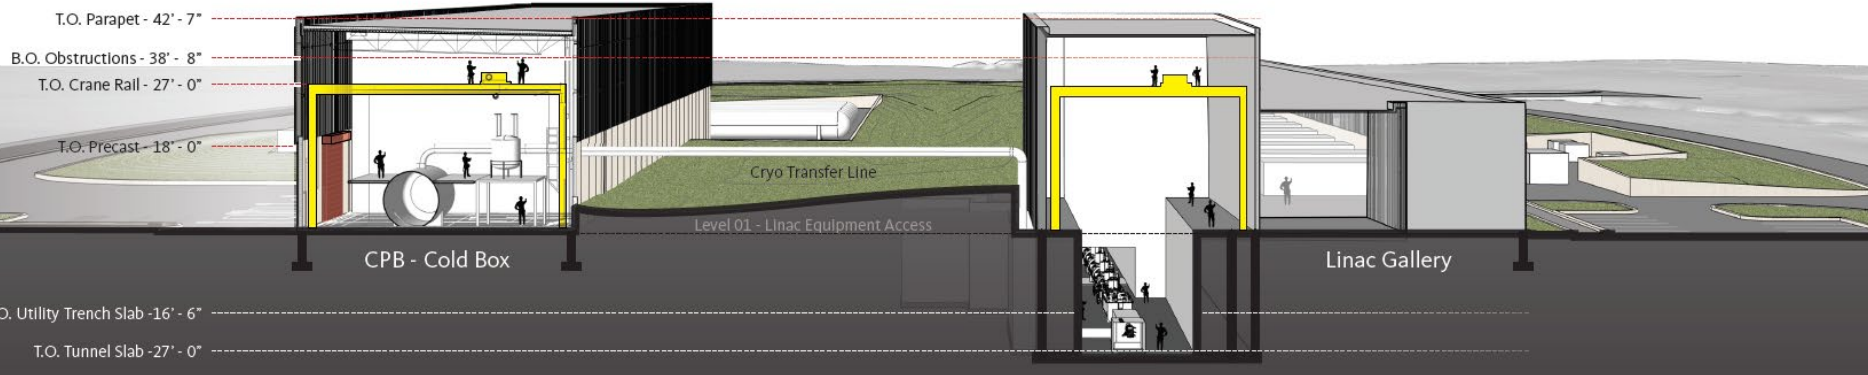 T.O. Parapet - 42' - 7"
B.O. Obstructions - 38' - 8"
T.O. Crane Rail - 27' - 0"
T.O. Precast - 18' - 0"
Cryo Transfer Line
Level 01 - Linac Equipment Access
CPB - Cold Box
Linac Gallery
O. Utility Trench Slab -16' - 6"
T.O. Tunnel Slab -27' - 0"